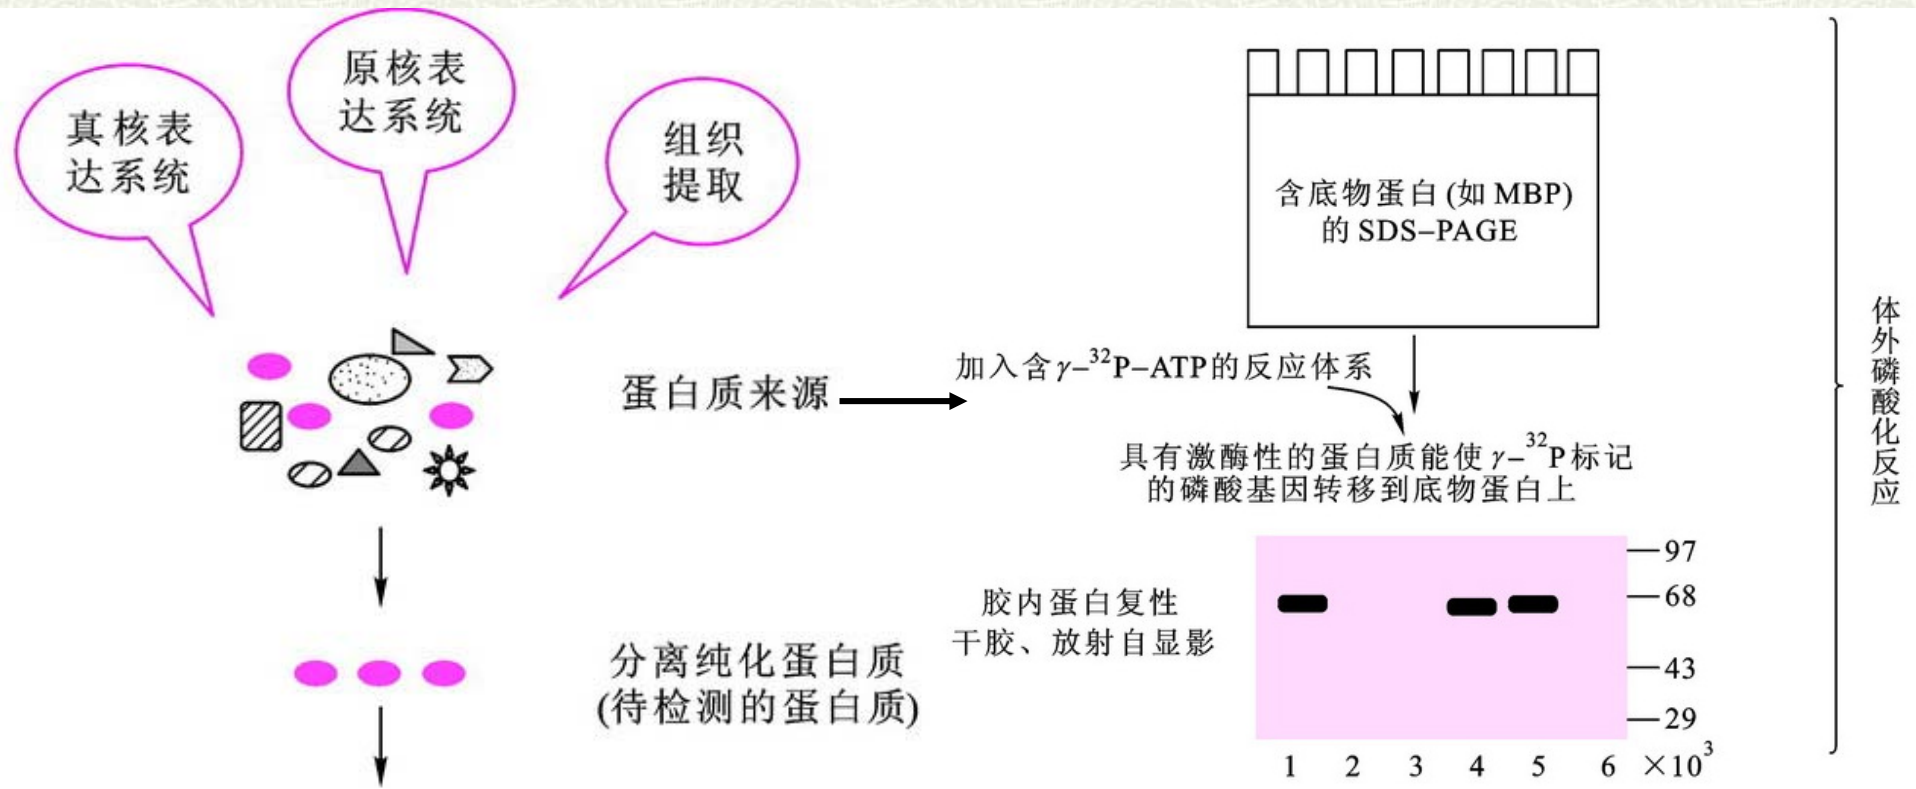 真核表
达系统
原核表
达系统
组织
提取
蛋白质来源
分离纯化蛋白质
(待检测的蛋白质)
含底物蛋白(如 MBP)
的 SDS-PAGE
加入含γ-³²P-ATP的反应体系
具有激酶性的蛋白质能使γ-³²P标记
的磷酸基因转移到底物蛋白上
胶内蛋白复性
干胶、放射自显影
97
68
43
29
1 2 3 4 5 6 ×10³
体外磷酸化反应